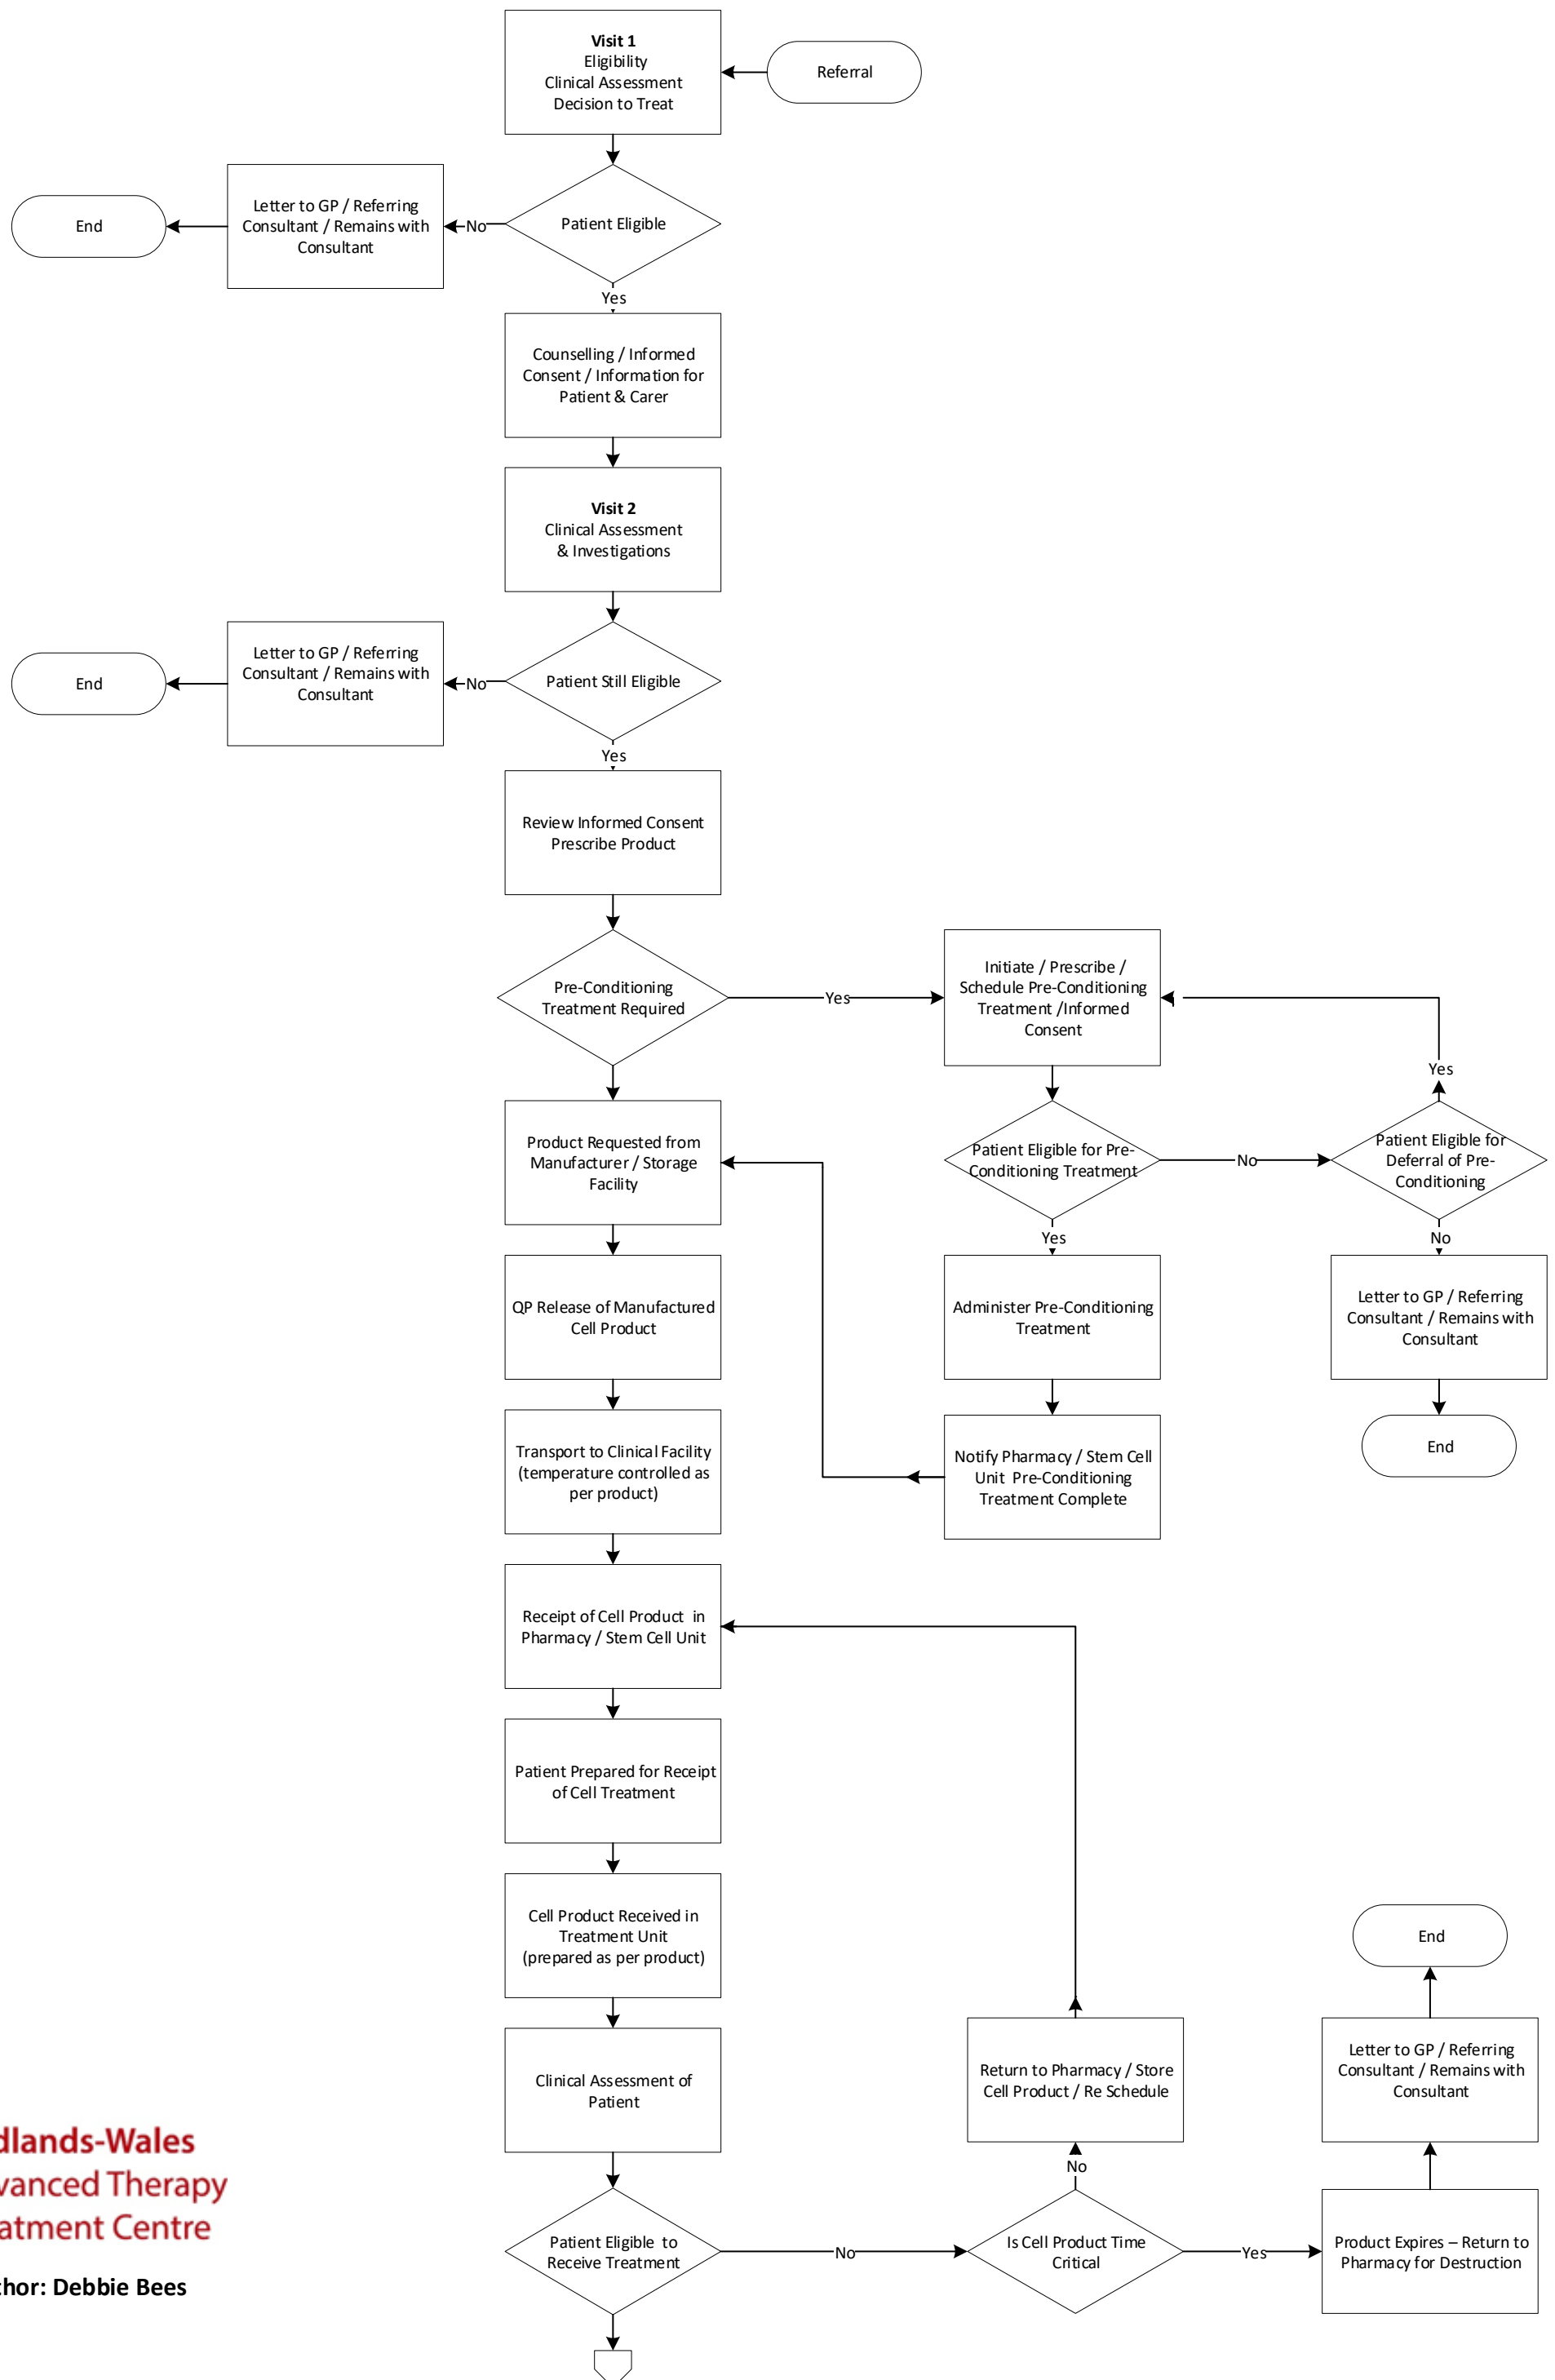 Visit 1
Eligibility
Clinical Assessment
Decision to Treat
Referral
End
Letter to GP / Referring
Consultant / Remains with
Consultant
No
Patient Eligible
Yes
Counselling / Informed
Consent / Information for
Patient & Carer
Visit 2
Clinical Assessment
& Investigations
End
Letter to GP / Referring
Consultant / Remains with
Consultant
No
Patient Still Eligible
Yes
Review Informed Consent
Prescribe Product
Pre-Conditioning
Treatment Required
Yes
Initiate / Prescribe /
Schedule Pre-Conditioning
Treatment /Informed
Consent
Yes
Product Requested from
Manufacturer / Storage
Facility
Patient Eligible for Pre-
Conditioning Treatment
No
Patient Eligible for
Deferral of Pre-
Conditioning
Yes
No
QP Release of Manufactured
Cell Product
Administer Pre-Conditioning
Treatment
Letter to GP / Referring
Consultant / Remains with
Consultant
Transport to Clinical Facility
(temperature controlled as
per product)
Notify Pharmacy / Stem Cell
Unit Pre-Conditioning
Treatment Complete
End
Receipt of Cell Product in
Pharmacy / Stem Cell Unit
Patient Prepared for Receipt
of Cell Treatment
Cell Product Received in
Treatment Unit
(prepared as per product)
End
Clinical Assessment of
Patient
Return to Pharmacy / Store
Cell Product / Re Schedule
Letter to GP / Referring
Consultant / Remains with
Consultant
No
Patient Eligible to
Receive Treatment
No
Is Cell Product Time
Critical
Yes
Product Expires – Return to
Pharmacy for Destruction
dlands-Wales
vanced Therapy
atment Centre
hor: Debbie Bees